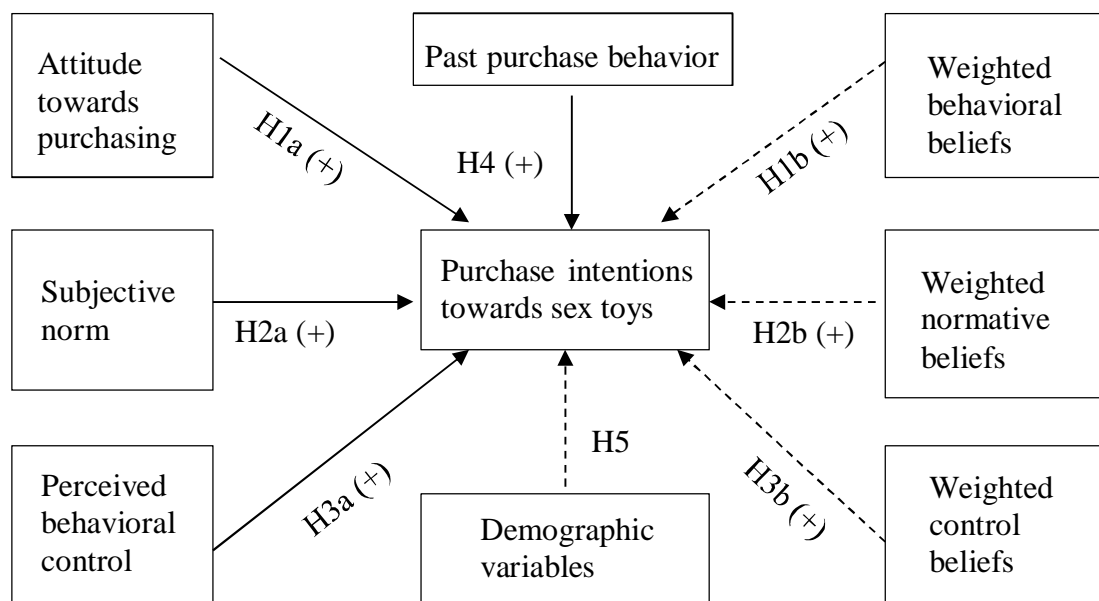 Attitude
towards
purchasing
H1a (+)
Past purchase behavior
H4 (+)
Weighted
behavioral
beliefs
H1b (+)
Subjective
norm
H2a (+)
Purchase intentions
towards sex toys
H2b (+)
Weighted
normative
beliefs
Perceived
behavioral
control
H3a (+)
H5
Demographic
variables
H3b (+)
Weighted
control
beliefs